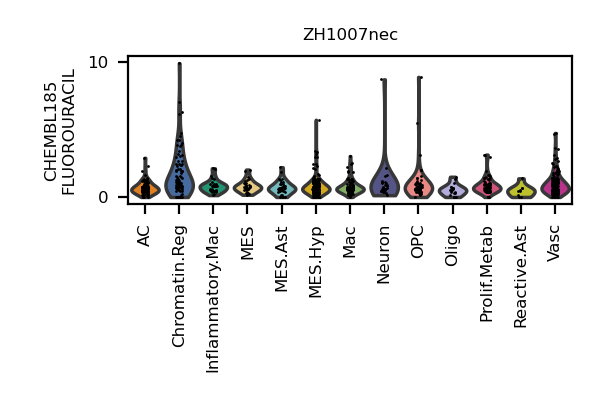 ZH1007nec
CHEMBL185
FLUOROURACIL
10
0
AC
Chromatin.Reg
Inflammatory.Mac
MES
MES.Ast
MES.Hyp
Mac
Neuron
OPC
Oligo
Prolif.Metab
Reactive.Ast
Vasc